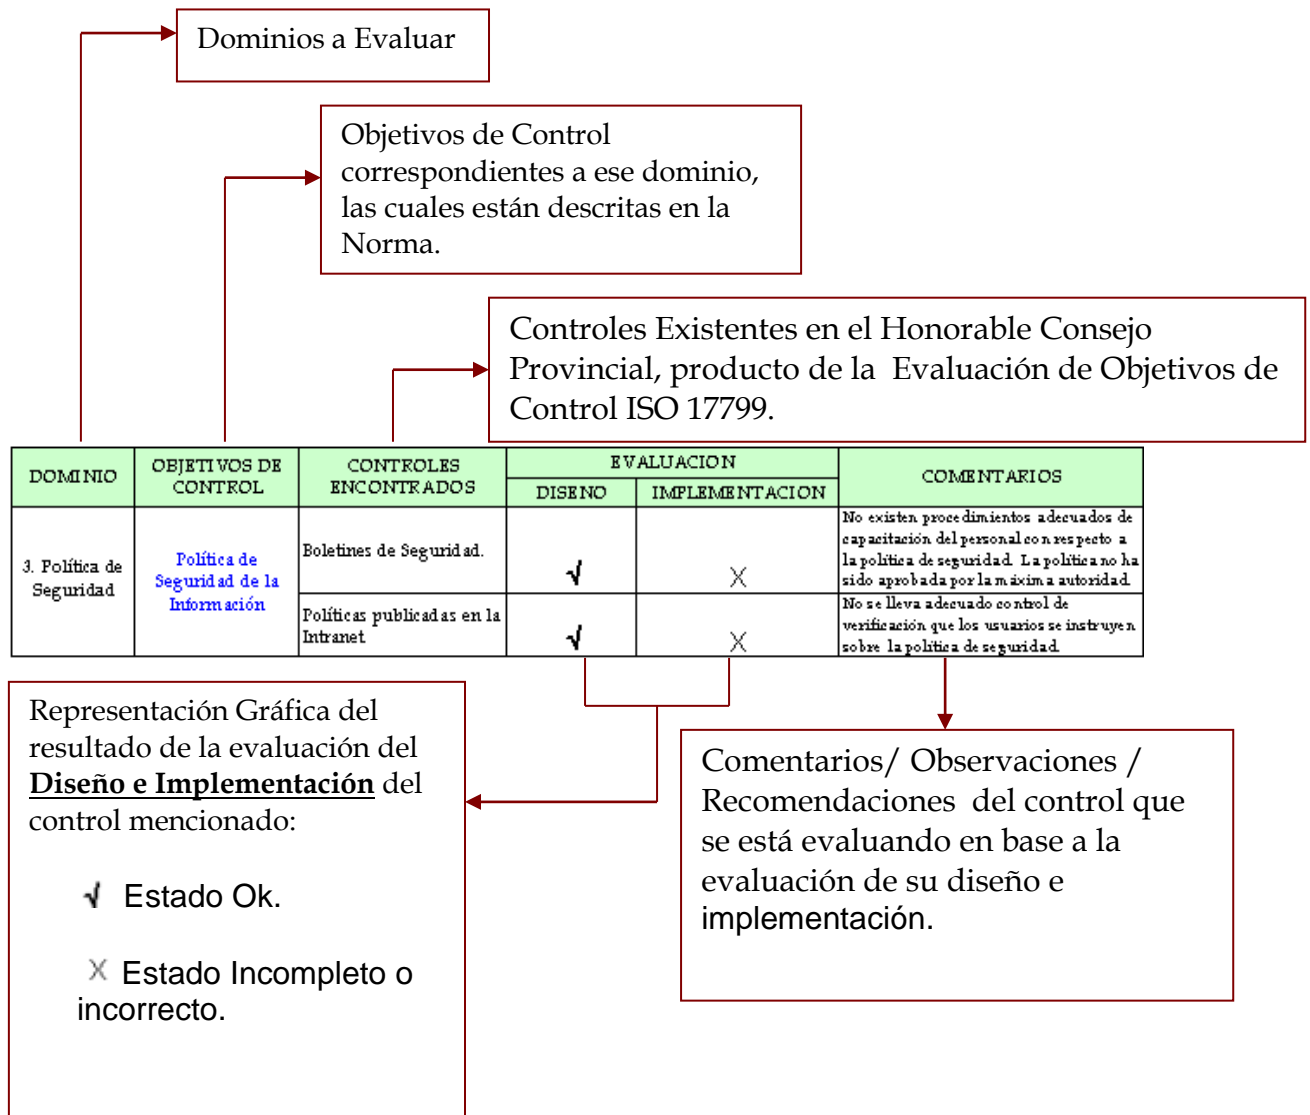 Dominios a Evaluar
Objetivos de Control
correspondientes a ese dominio,
las cuales están descritas en la
Norma.
Controles Existentes en el Honorable Consejo
Provincial, producto de la  Evaluación de Objetivos de
Control ISO 17799.
DOMINIO
OBJETIVOS DE
CONTROL
CONTROLES
ENCONTRADOS
EVALUACION
DISENO
IMPLEMENTACION
COMENTARIOS
3. Política de
Seguridad
Política de
Seguridad de la
Información
Boletines de Seguridad.
√
X
No existen procedimientos adecuados de
capacitación del personal con respecto a
la política de seguridad. La política no ha
sido aprobada por la máxima autoridad.
Políticas publicadas en la
Intranet
√
X
No se lleva adecuado control de
verificación que los usuarios se instruyen
sobre la política de seguridad.
Representación Gráfica del
resultado de la evaluación del
Diseño e Implementación del
control mencionado:
√ Estado Ok.
X Estado Incompleto o
incorrecto.
Comentarios/ Observaciones /
Recomendaciones  del control que
se está evaluando en base a la
evaluación de su diseño e
implementación.